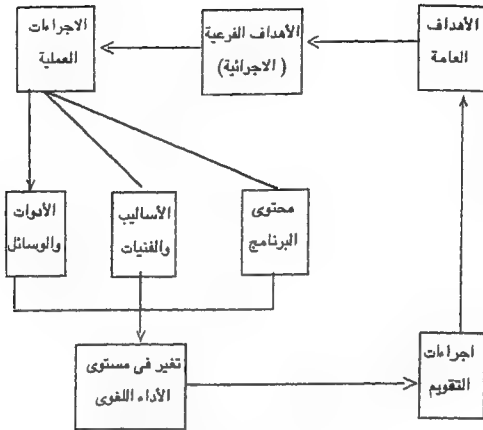 الأهداف
العامة
الأهداف الفرعية
( الاجرائية)
الاجراءات
العملية
محتوى
البرنامج
الأساليب
والفنيات
الأدوات
والوسائل
تغير فى مستوى
الأداء اللغوى
اجراءات
التقويم